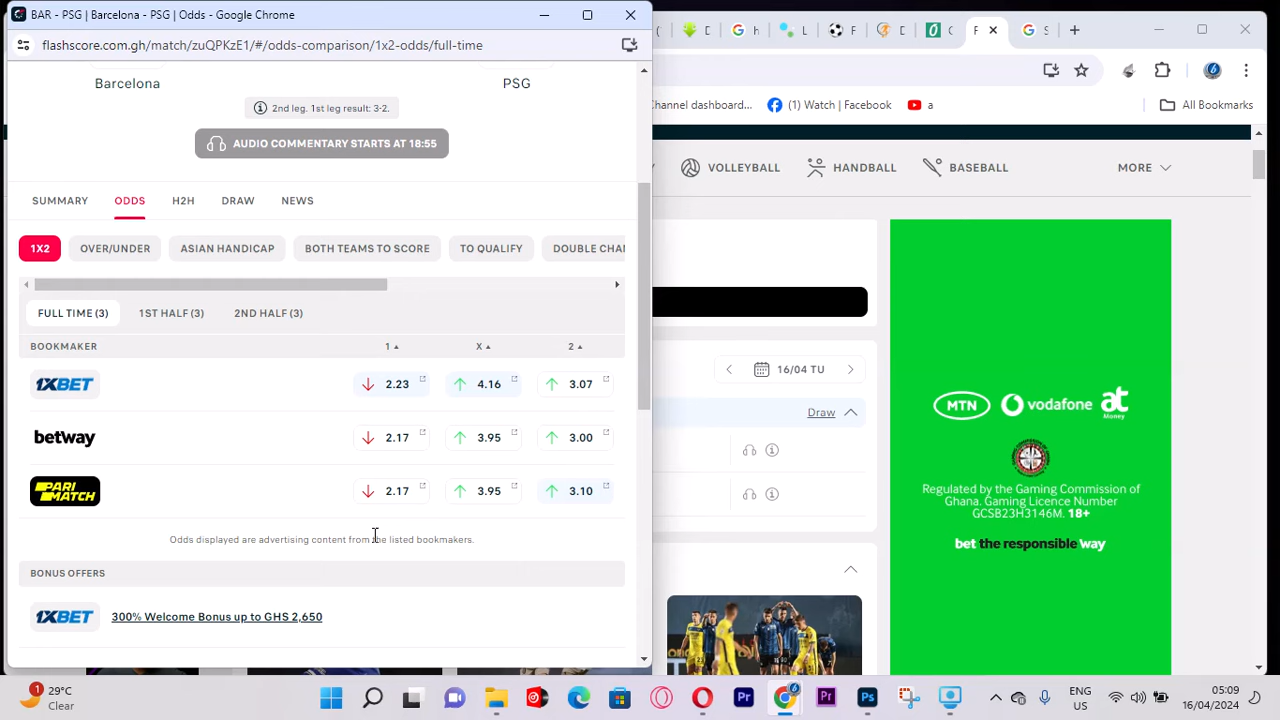 BAR - PSG | Barcelona - PSG | Odds - Google Chrome
flashscore.com.gh/match/zuQPKzE1/#/odds-comparison/1x2-odds/full-time
Barcelona
PSG
2nd leg. 1st leg result: 3-2.
AUDIO COMMENTARY STARTS AT 18:55
SUMMARY ODDS H2H DRAW NEWS
1X2 OVER/UNDER ASIAN HANDICAP BOTH TEAMS TO SCORE TO QUALIFY DOUBLE CHAN
FULL TIME (3) 1ST HALF (3) 2ND HALF (3)
BOOKMAKER 1 X 2
1XBET 2.23 4.16 3.07
betway 2.17 3.95 3.00
PARIMATCH 2.17 3.95 3.10
Odds displayed are advertising content from the listed bookmakers.
BONUS OFFERS
1XBET 300% Welcome Bonus up to GHS 2,650
Channel dashboard... (1) Watch | Facebook a All Bookmarks
VOLLEYBALL HANDBALL BASEBALL MORE
16/04 TU
Draw
MTN vodafone at Money
Regulated by the Gaming Commission of
Ghana. Gaming Licence Number
GCSB23H3146M. 18+
bet the responsible way
1
29°C
Clear
6
ENG
US
05:09
16/04/2024